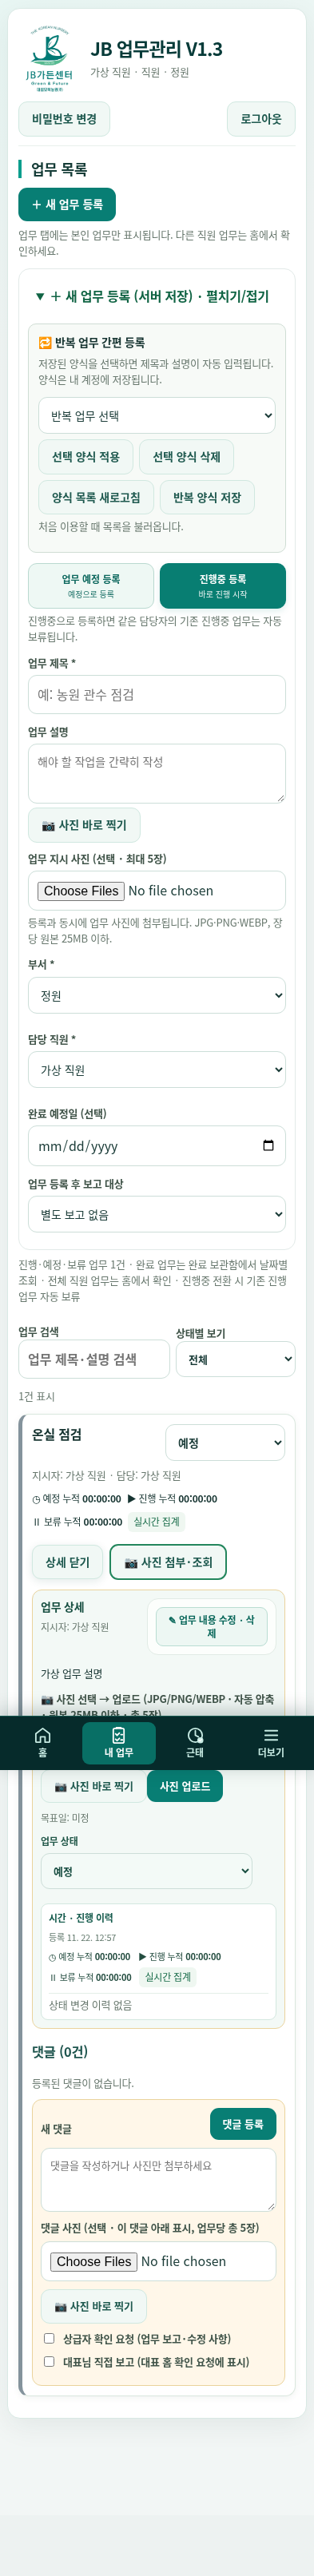 JB가든센터
JB 업무관리 V1.3
가상 직원 · 직원 · 정원
비밀번호 변경
로그아웃
업무 목록
+ 새 업무 등록
업무 탭에는 본인 업무만 표시됩니다. 다른 직원 업무는 홈에서 확
인하세요.
▼ + 새 업무 등록 (서버 저장) · 펼치기/접기
🔁 반복 업무 간편 등록
저장된 양식을 선택하면 제목과 설명이 자동 입력됩니다.
양식은 내 계정에 저장됩니다.
반복 업무 선택
선택 양식 적용
선택 양식 삭제
양식 목록 새로고침
반복 양식 저장
처음 이용할 때 목록을 불러옵니다.
업무 예정 등록
예정으로 등록
진행중 등록
바로 진행 시작
진행중으로 등록하면 같은 담당자의 기존 진행중 업무는 자동
보류됩니다.
업무 제목 *
예: 농원 관수 점검
업무 설명
해야 할 작업을 간략히 작성
📷 사진 바로 찍기
업무 지시 사진 (선택 · 최대 5장)
Choose Files No file chosen
등록과 동시에 업무 사진에 첨부됩니다. JPG·PNG·WEBP, 장
당 원본 25MB 이하.
부서 *
정원
담당 직원 *
가상 직원
완료 예정일 (선택)
mm/dd/yyyy
업무 등록 후 보고 대상
별도 보고 없음
진행·예정·보류 업무 1건 · 완료 업무는 완료 보관함에서 날짜별
조회 · 전체 직원 업무는 홈에서 확인 · 진행중 전환 시 기존 진행
업무 자동 보류
업무 검색
상태별 보기
업무 제목·설명 검색
전체
1건 표시
온실 점검
예정
지시자: 가상 직원 · 담당: 가상 직원
◷ 예정 누적 00:00:00 ▶ 진행 누적 00:00:00
⏸ 보류 누적 00:00:00 실시간 집계
상세 닫기
📷 사진 첨부·조회
업무 상세
지시자: 가상 직원
✎ 업무 내용 수정 · 삭
제
가상 업무 설명
📷 사진 선택 → 업로드 (JPG/PNG/WEBP · 자동 압축
· 원본 25MB 이하 · 총 5장)
홈
내 업무
근태
더보기
📷 사진 바로 찍기
사진 업로드
목표일: 미정
업무 상태
예정
시간 · 진행 이력
등록 11. 22. 12:57
◷ 예정 누적 00:00:00 ▶ 진행 누적 00:00:00
⏸ 보류 누적 00:00:00 실시간 집계
상태 변경 이력 없음
댓글 (0건)
등록된 댓글이 없습니다.
새 댓글
댓글 등록
댓글을 작성하거나 사진만 첨부하세요
댓글 사진 (선택 · 이 댓글 아래 표시, 업무당 총 5장)
Choose Files No file chosen
📷 사진 바로 찍기
상급자 확인 요청 (업무 보고·수정 사항)
대표님 직접 보고 (대표 홈 확인 요청에 표시)